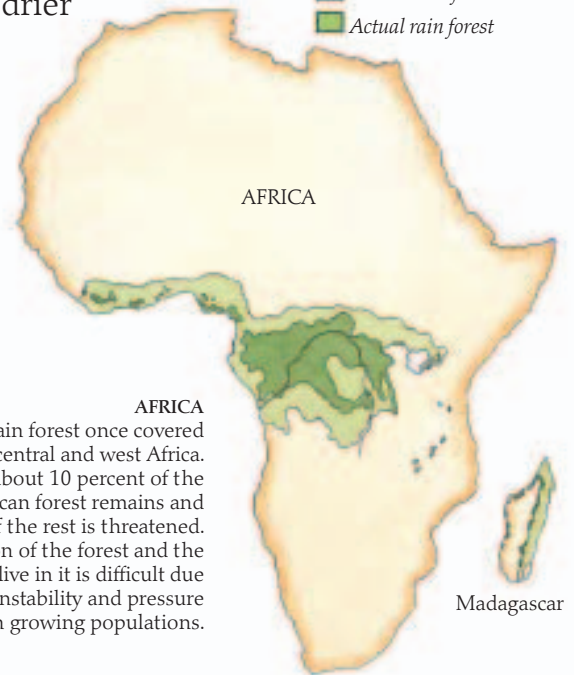 drier
Actual rain forest
AFRICA
AFRICA
ain forest once covered
central and west Africa.
bout 10 percent of the
can forest remains and
f the rest is threatened.
on of the forest and the
live in it is difficult due
nstability and pressure
growing populations.
Madagascar